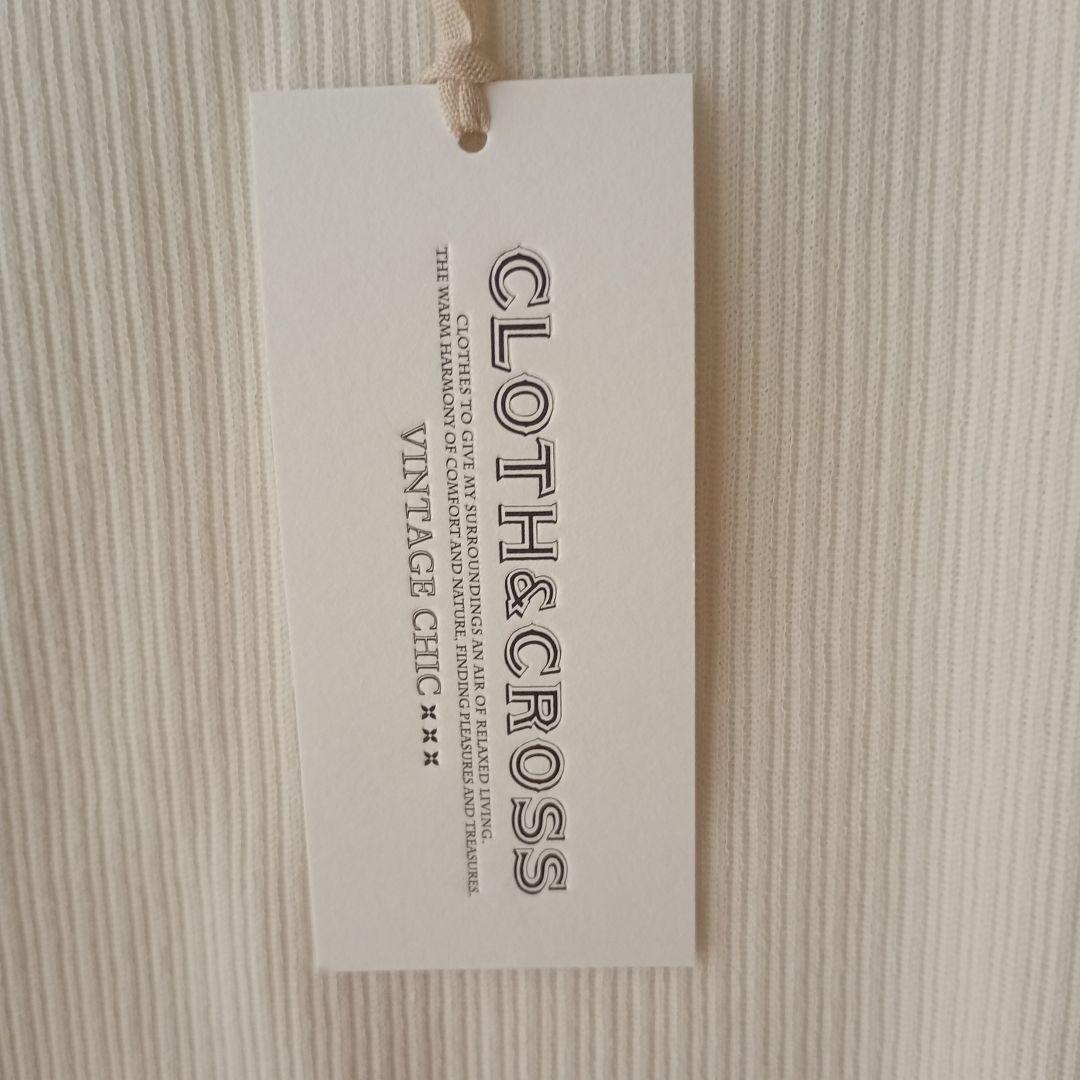 CLOTH&CROSS
CLOTHES TO GIVE MY SURROUNDINGS AN AIR OF RELAXED LIVING.
THE WARM HARMONY OF COMFORT AND NATURE, FINDING PLEASURES AND TREASURES.
VINTAGE CHIC